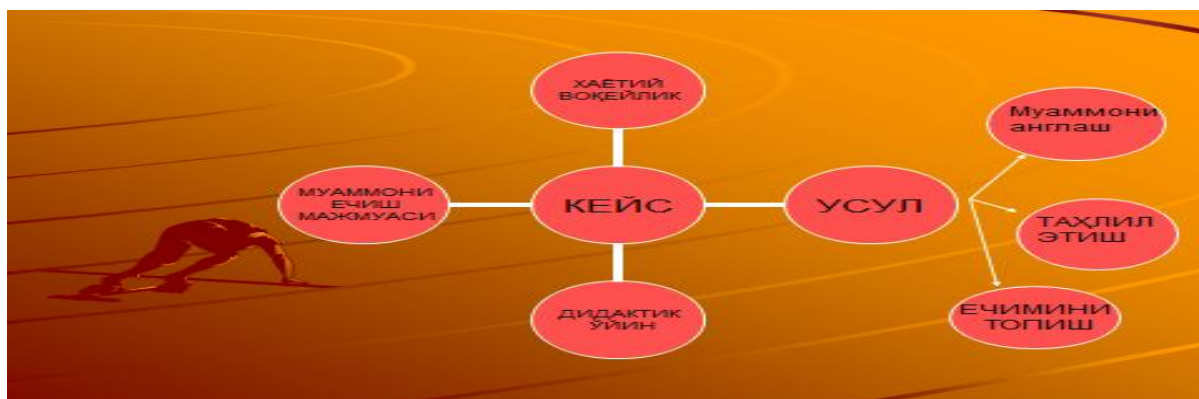 ХАЁТИЙ
ВОҚЕЙЛИК
МУАММОНИ
ЕЧИШ
МАЖМУАСИ
КЕЙС
УСУЛ
Муаммони
англаш
ТАҲЛИЛ
ЭТИШ
ЕЧИМИНИ
ТОПИШ
ДИДАКТИК
ЎЙИН